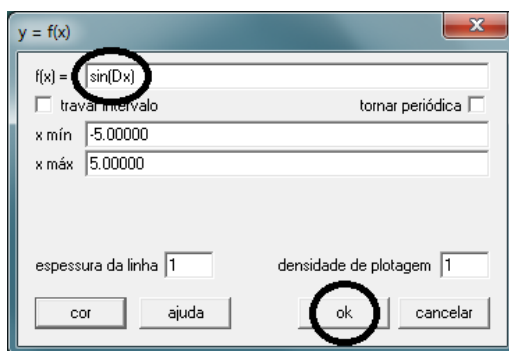 y = f(x)
f(x) = sin(Dx)
travar intervalo tornar periódica
x mín -5.00000
x máx 5.00000
espessura da linha 1 densidade de plotagem 1
cor ajuda ok cancelar